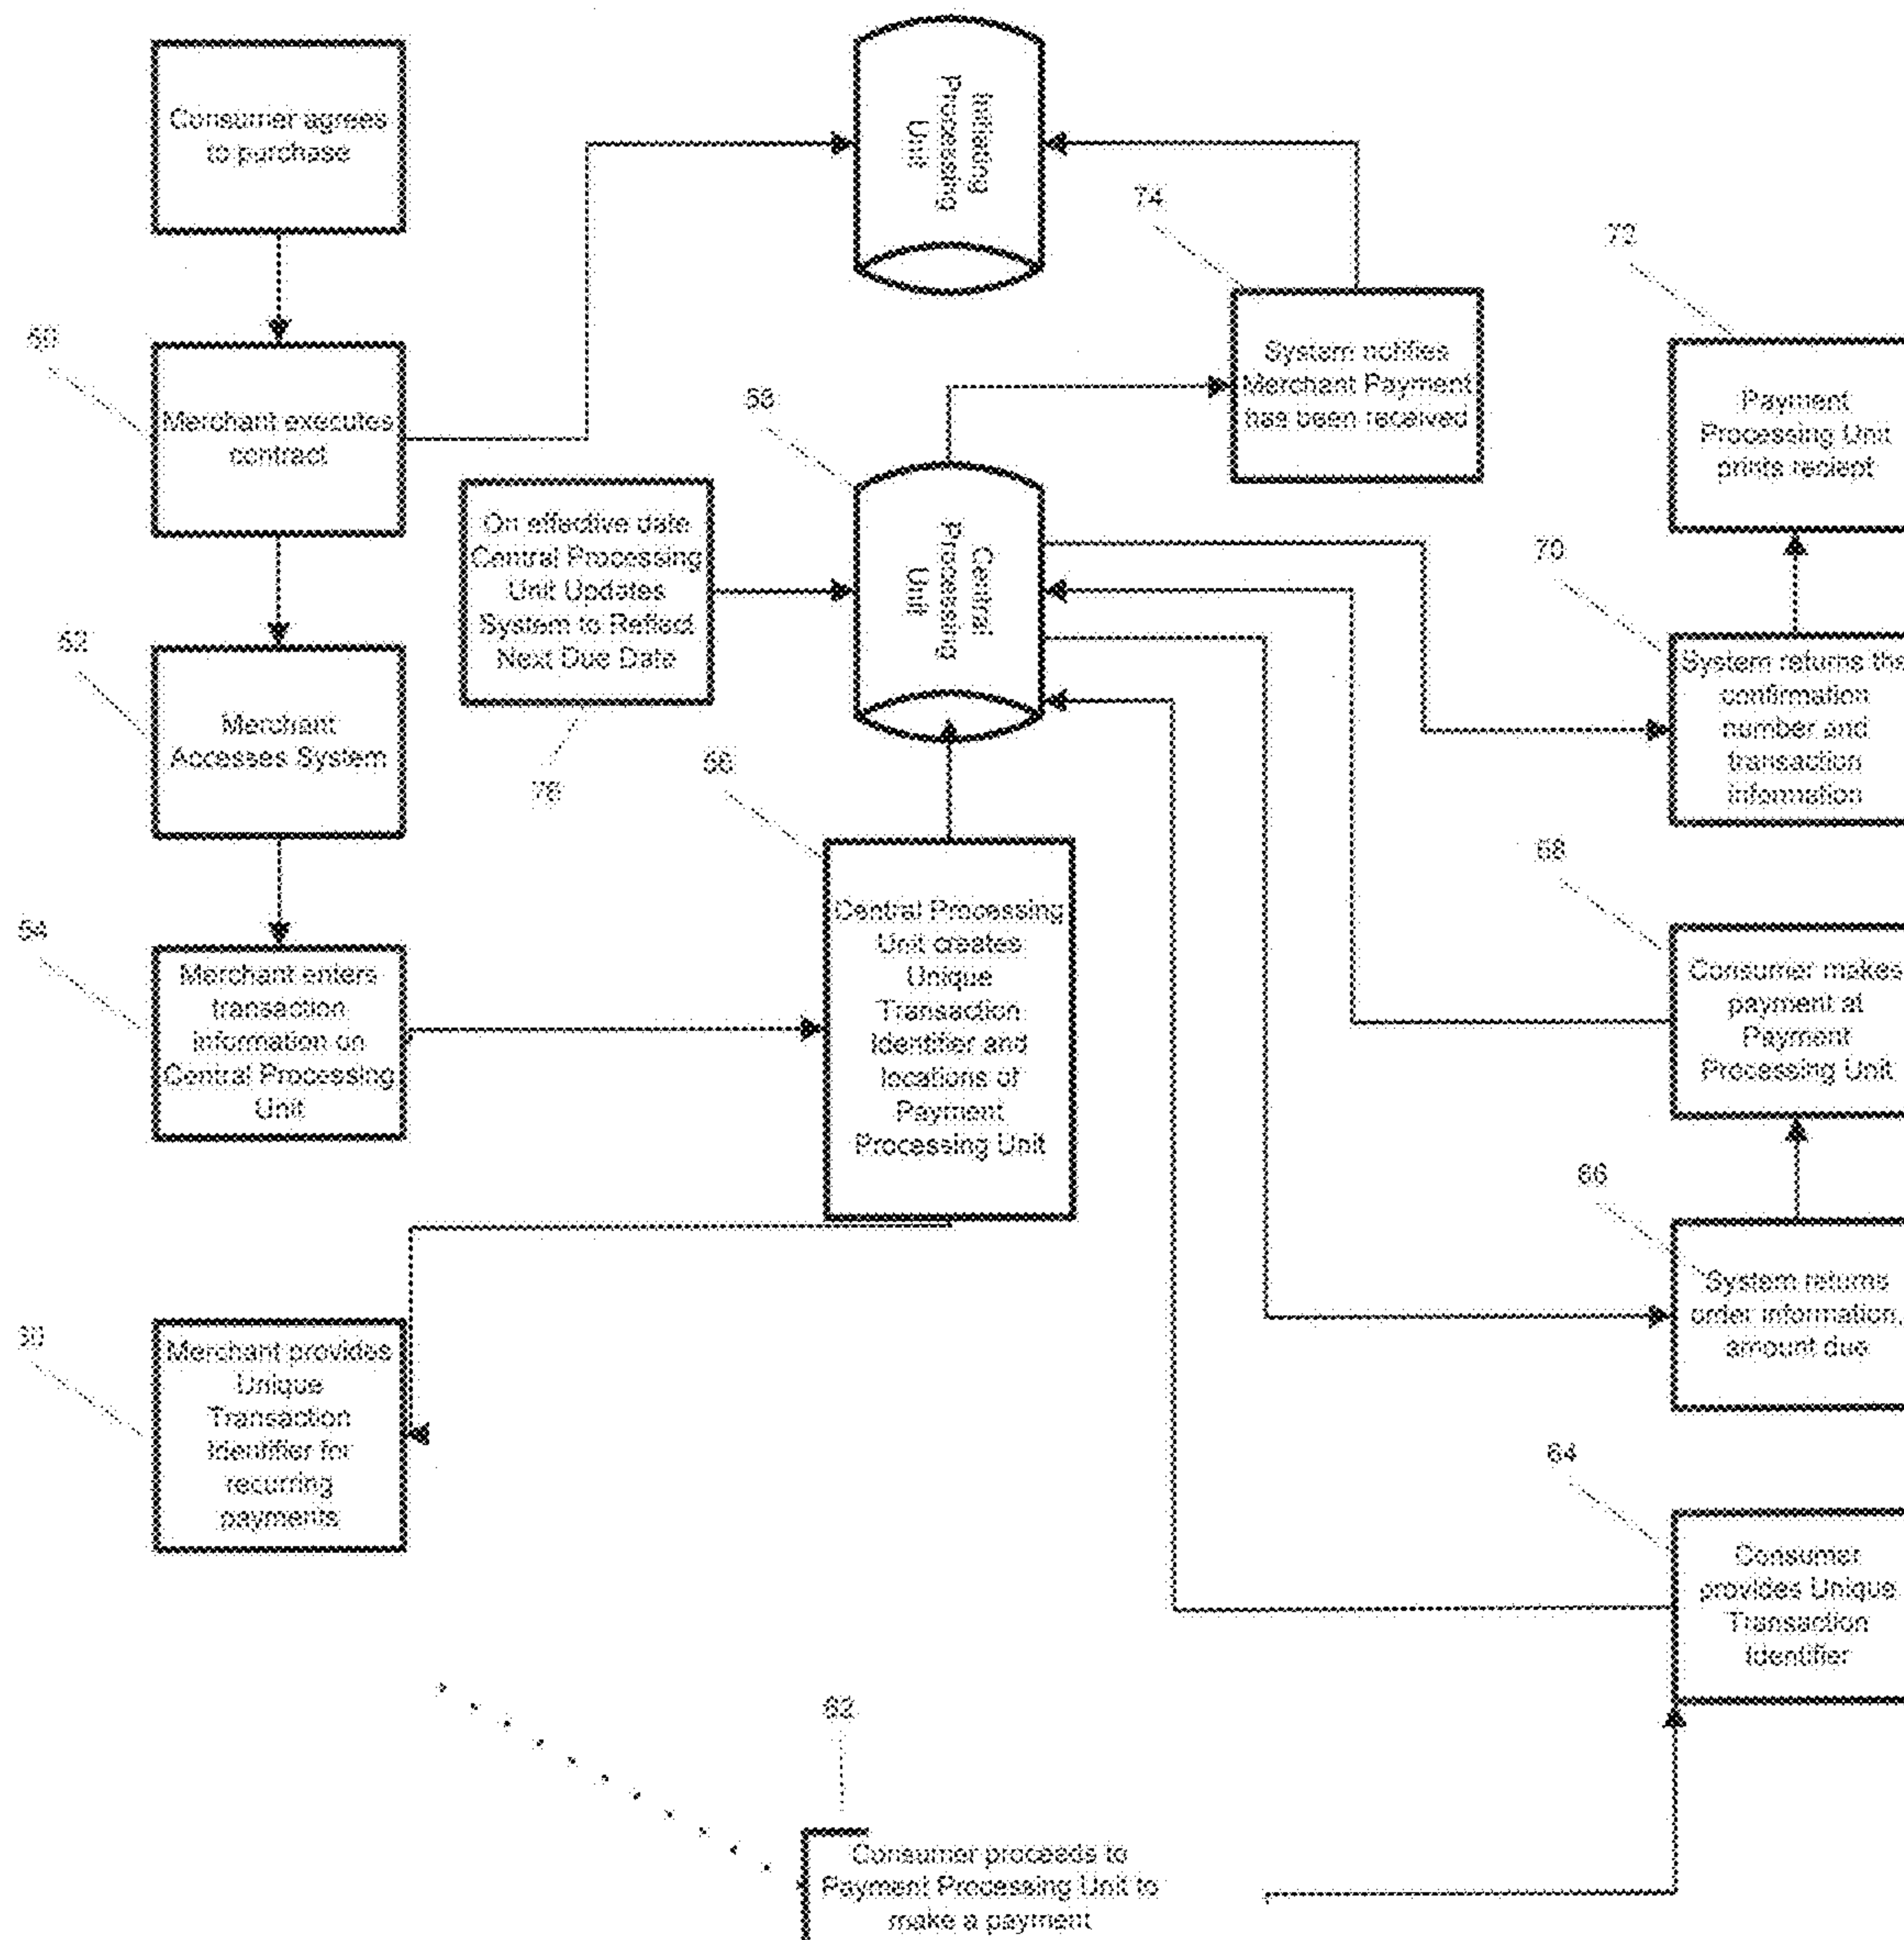 Consumer agrees
to purchase
Initiating
Processing
Unit
74
72
Merchant executes
contract
System notifies
Merchant Payment
has been received
Payment
Processing Unit
prints reciept
On effective date
Central Processing
Unit Updates
System to Reflect
Next Due Date
Central
Processing
Unit
70
52
Merchant
Accesses System
System returns the
confirmation
number and
transaction
information
76
56
68
54
Merchant enters
transaction
information on
Central Processing
Unit
Central Processing
Unit creates
Unique
Transaction
Identifier and
locations of
Payment
Processing Unit
Consumer makes
payment at
Payment
Processing Unit
66
System returns
order information,
amount due
Merchant provides
Unique
Transaction
Identifier for
recurring
payments
64
Consumer
provides Unique
Transaction
Identifier
62
Consumer proceeds to
Payment Processing Unit to
make a payment